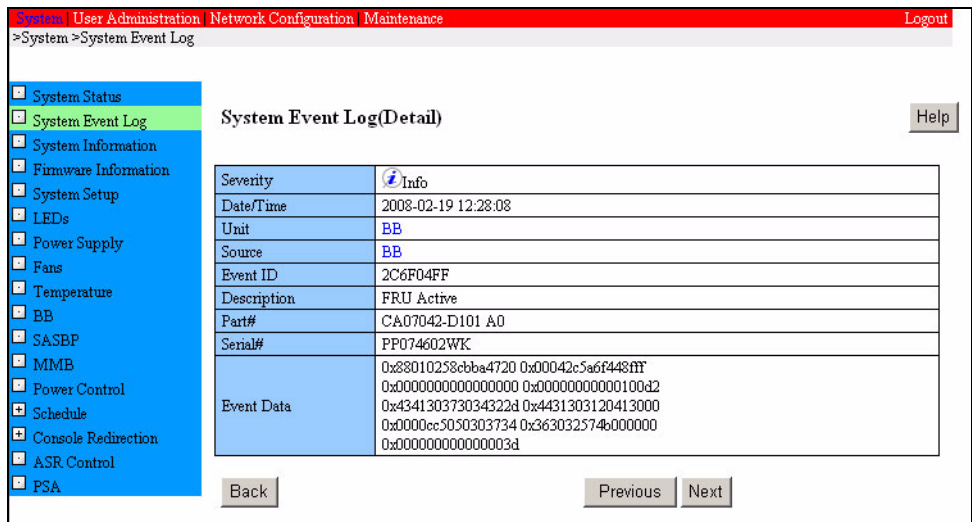 System | User Administration | Network Configuration | Maintenance Logout
>System >System Event Log
System Status
System Event Log
System Information
Firmware Information
System Setup
LEDs
Power Supply
Fans
Temperature
BB
SASBP
MMB
Power Control
Schedule
Console Redirection
ASR Control
PSA
System Event Log(Detail)
Help
Severity Info
Date/Time 2008-02-19 12:28:08
Unit BB
Source BB
Event ID 2C6F04FF
Description FRU Active
Part# CA07042-D101 A0
Serial# PP074602WK
Event Data
0x88010258cbba4720 0x00042c5a6f448fff
0x0000000000000000 0x00000000000100d2
0x434130373034322d 0x4431303120413000
0x0000cc5050303734 0x363032574b000000
0x000000000000003d
Back Previous Next